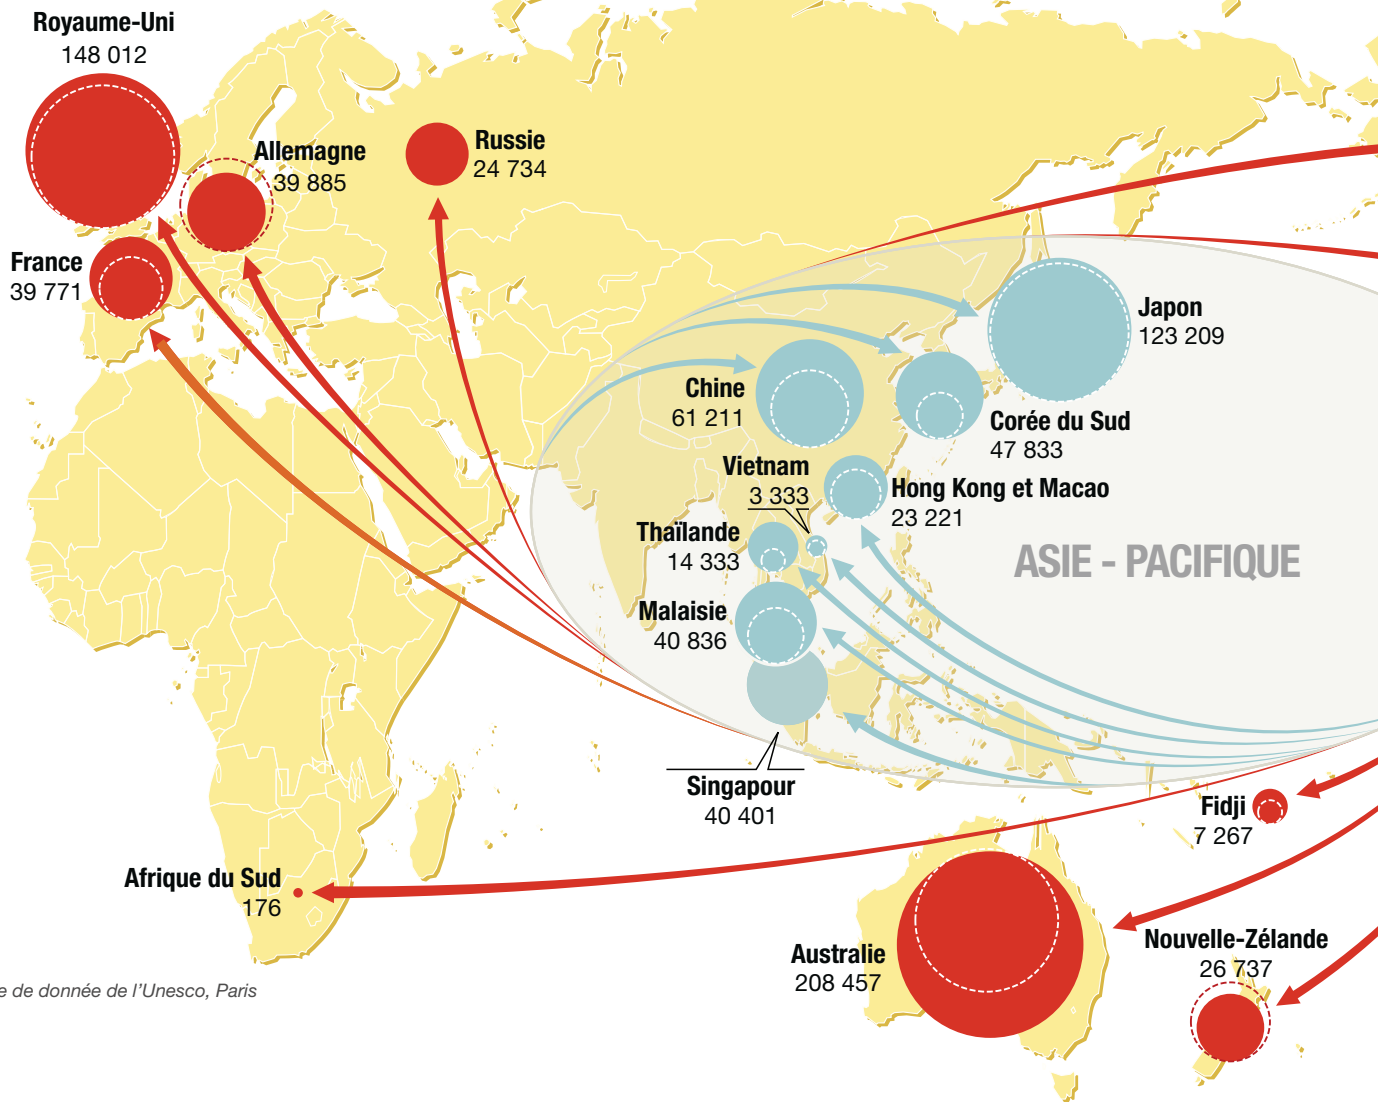 Royaume-Uni
148 012
Allemagne
39 885
Russie
24 734
France
39 771
Japon
123 209
Chine
61 211
Corée du Sud
47 833
Vietnam
3 333
Hong Kong et Macao
23 221
Thaïlande
14 333
ASIE - PACIFIQUE
Malaisie
40 836
Singapour
40 401
Fidji
7 267
Afrique du Sud
176
Australie
208 457
Nouvelle-Zélande
26 737
e de donnée de l'Unesco, Paris